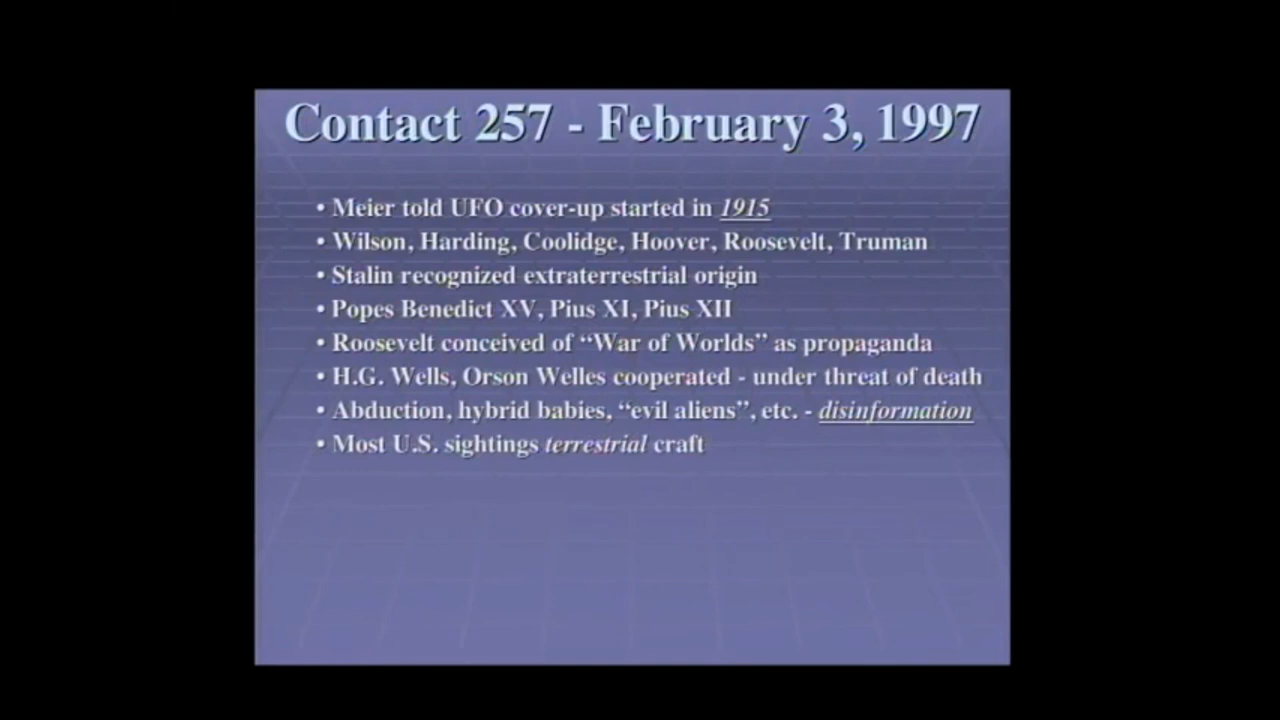 Contact 257 - February 3, 1997
• Meier told UFO cover-up started in 1915
• Wilson, Harding, Coolidge, Hoover, Roosevelt, Truman
• Stalin recognized extraterrestrial origin
• Popes Benedict XV, Pius XI, Pius XII
• Roosevelt conceived of “War of Worlds” as propaganda
• H.G. Wells, Orson Welles cooperated - under threat of death
• Abduction, hybrid babies, “evil aliens”, etc. - disinformation
• Most U.S. sightings terrestrial craft